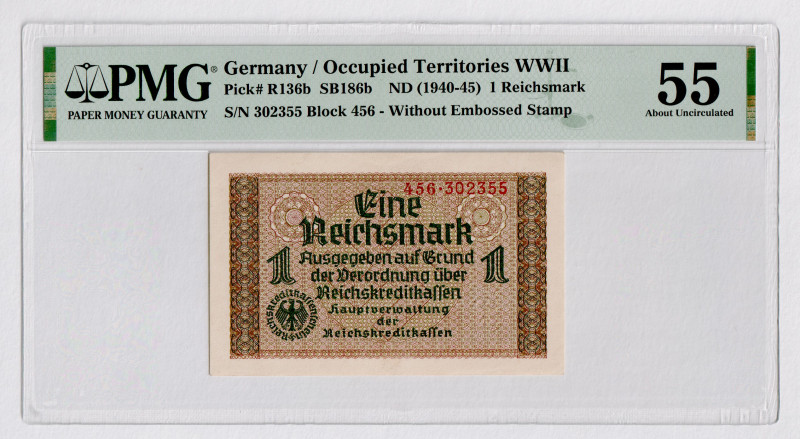 PMG®
PAPER MONEY GUARANTY
Germany / Occupied Territories WWII
Pick# R136b SB186b ND (1940-45) 1 Reichsmark
S/N 302355 Block 456 - Without Embossed Stamp
55
About Uncirculated
456·302355
Eine
Reichsmark
1 Ausgegeben auf Grund 1
der Verordnung über
Reichskreditkaſſen
Hauptverwaltung
der
Reichskreditkaſſen